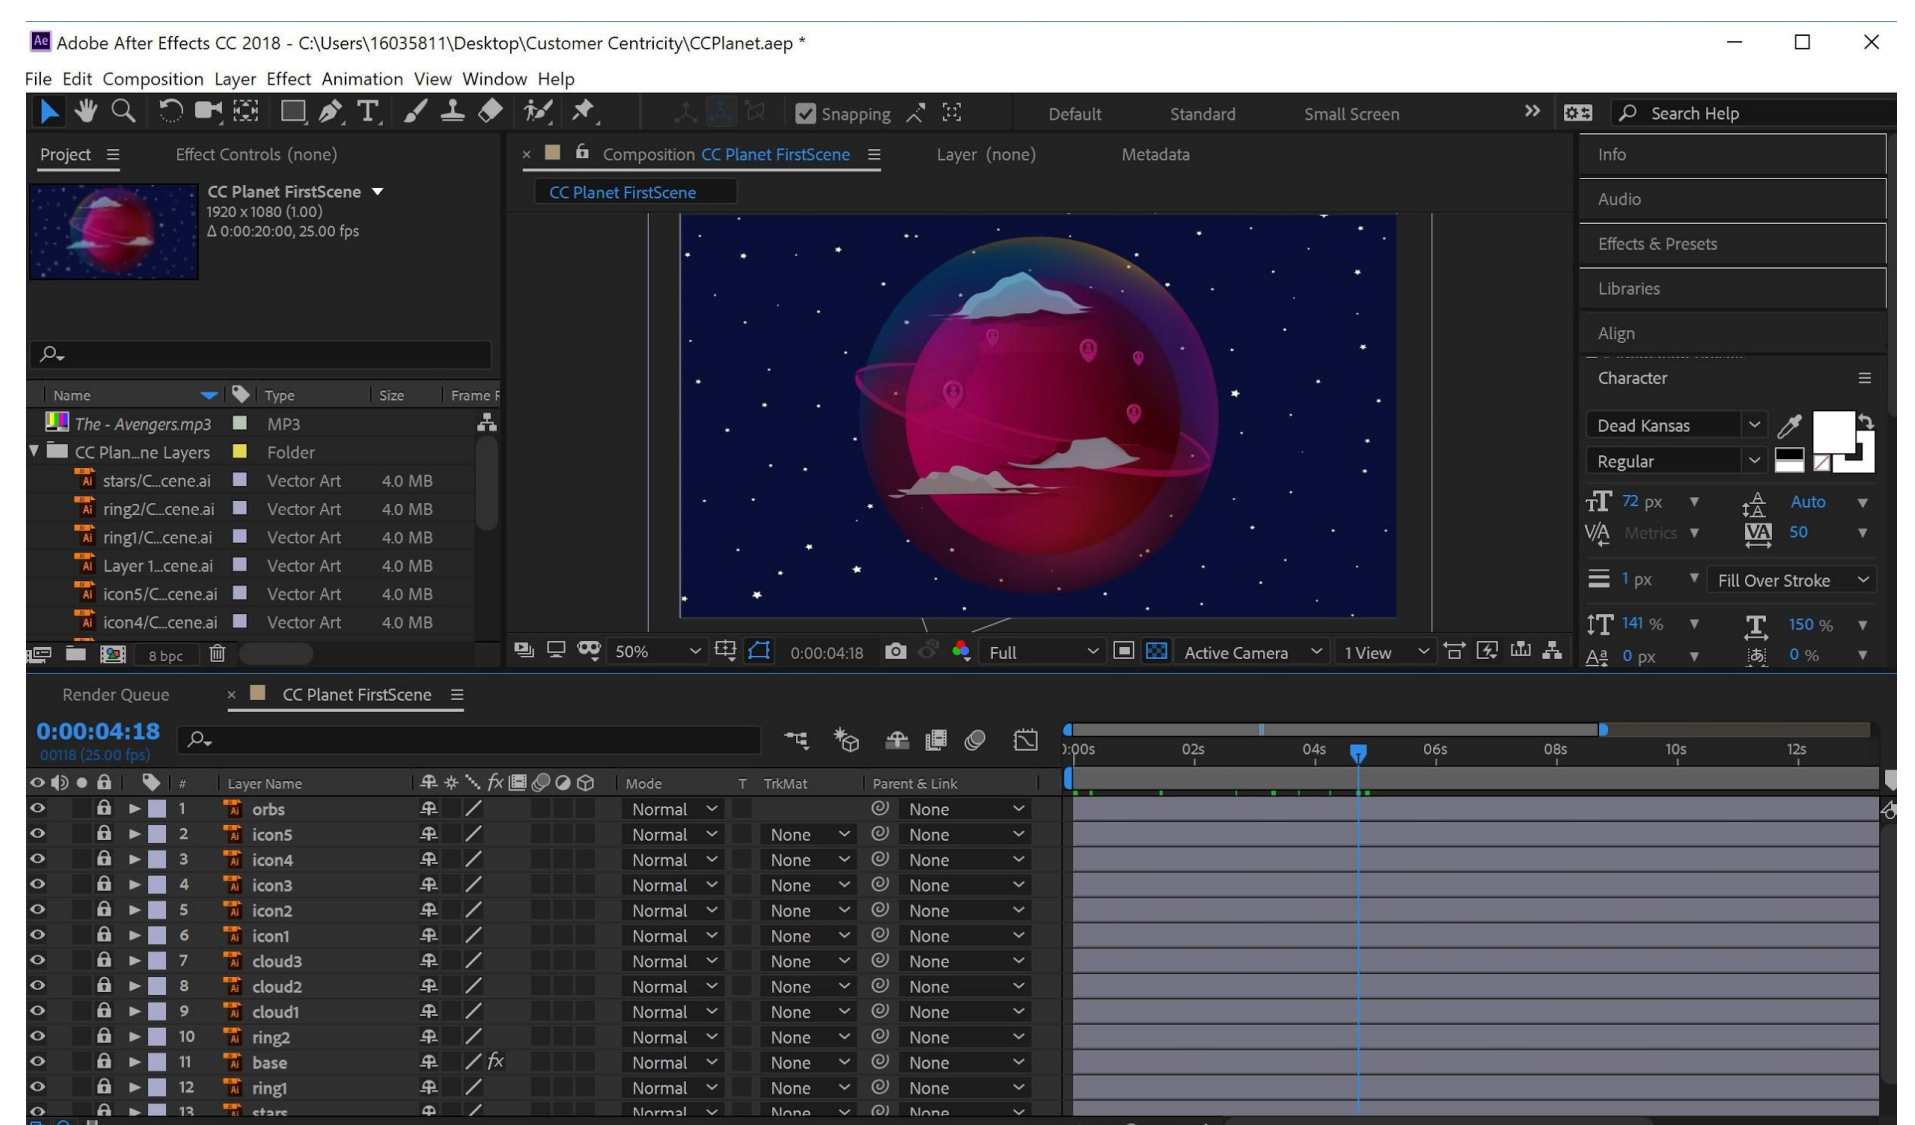 Ae Adobe After Effects CC 2018 - C:\Users\16035811\Desktop\Customer Centricity\CCPlanet.aep *
File Edit Composition Layer Effect Animation View Window Help
Snapping Default Standard Small Screen Search Help
Project Effect Controls (none) Composition CC Planet FirstScene Layer (none) Metadata Info
CC Planet FirstScene
1920 x 1080 (1.00)
Δ 0:00:20:00, 25.00 fps
CC Planet FirstScene
Audio
Effects & Presets
Libraries
Align
Character
Dead Kansas
Regular
72 px Auto
Metrics 50
1 px Fill Over Stroke
141 % 150 %
0 px 0 %
Name Type Size Frame R
The - Avengers.mp3 MP3
CC Plan...ne Layers Folder
stars/C...cene.ai Vector Art 4.0 MB
ring2/C...cene.ai Vector Art 4.0 MB
ring1/C...cene.ai Vector Art 4.0 MB
Layer 1...cene.ai Vector Art 4.0 MB
icon5/C...cene.ai Vector Art 4.0 MB
icon4/C...cene.ai Vector Art 4.0 MB
8 bpc
50% 0:00:04:18 Full Active Camera 1 View
Render Queue CC Planet FirstScene
0:00:04:18
00118 (25.00 fps)
):00s 02s 04s 06s 08s 10s 12s
# Layer Name fx Mode T TrkMat Parent & Link
1 orbs Normal None
2 icon5 Normal None None
3 icon4 Normal None None
4 icon3 Normal None None
5 icon2 Normal None None
6 icon1 Normal None None
7 cloud3 Normal None None
8 cloud2 Normal None None
9 cloud1 Normal None None
10 ring2 Normal None None
11 base fx Normal None None
12 ring1 Normal None None
13 stars Normal None None